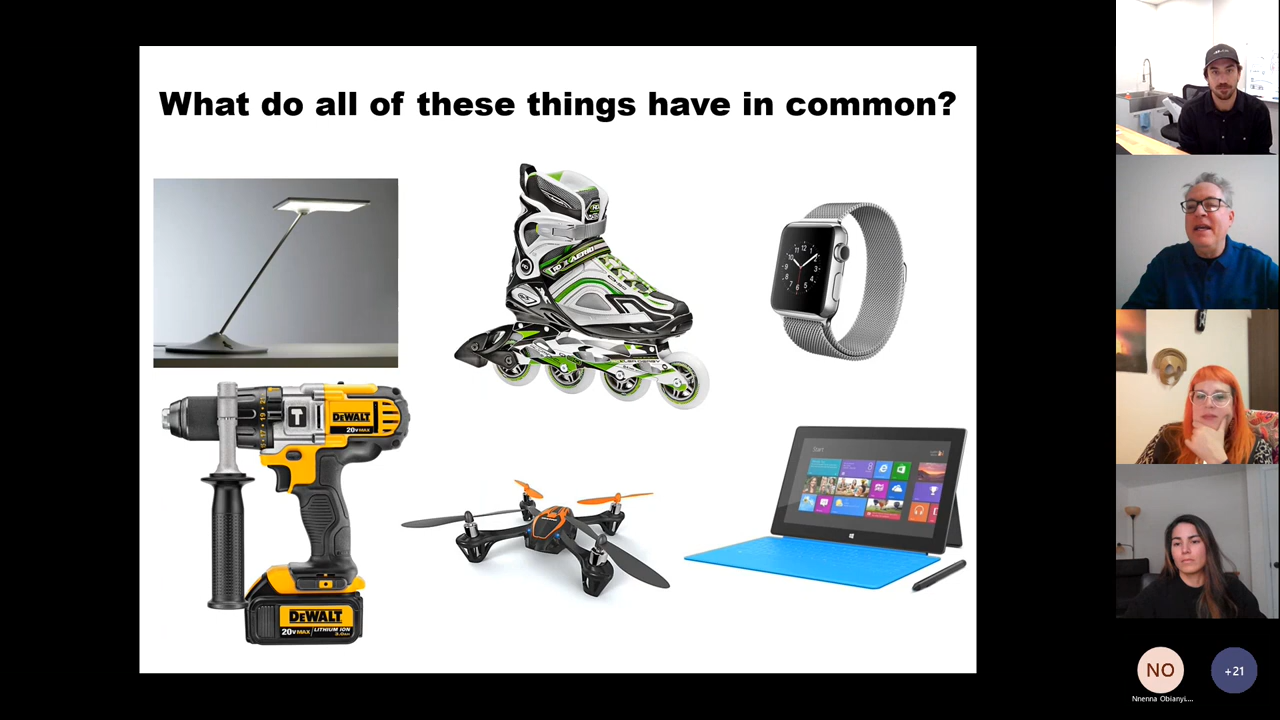 What do all of these things have in common?
DEWALT
20V MAX
DEWALT
20V MAX LITHIUM ION
Start
NO
+21
Nnenna Obianyi....